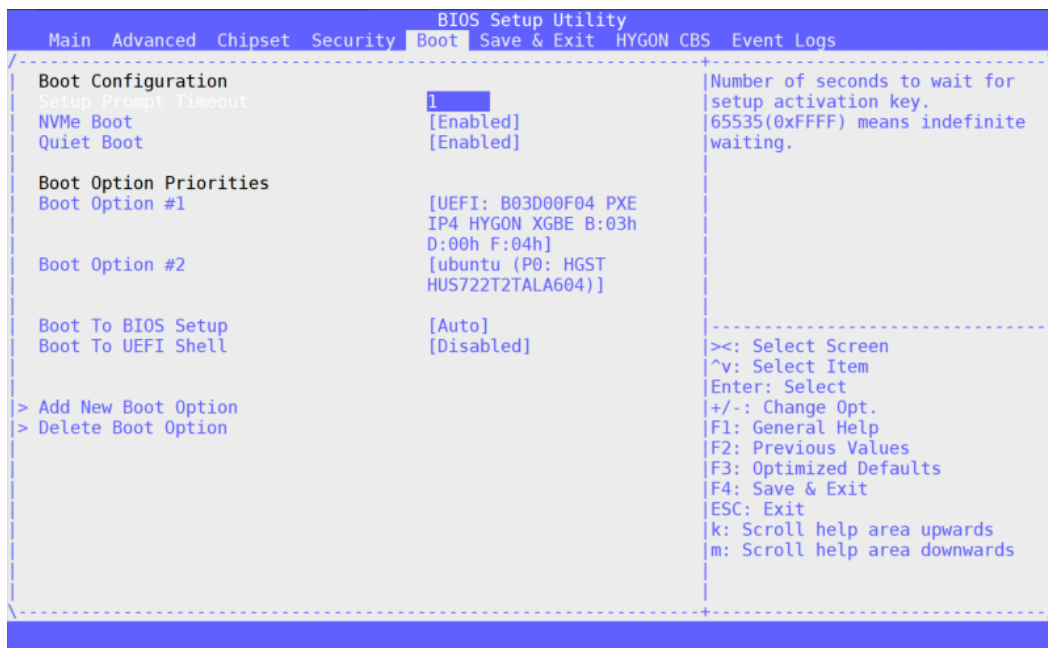 BIOS Setup Utility
Main Advanced Chipset Security Boot Save & Exit HYGON CBS Event Logs
Boot Configuration
Setup Prompt Timeout 1
NVMe Boot [Enabled]
Quiet Boot [Enabled]
Boot Option Priorities
Boot Option #1 [UEFI: B03D00F04 PXE
IP4 HYGON XGBE B:03h
D:00h F:04h]
Boot Option #2 [ubuntu (P0: HGST
HUS722T2TALA604)]
Boot To BIOS Setup [Auto]
Boot To UEFI Shell [Disabled]
> Add New Boot Option
> Delete Boot Option
Number of seconds to wait for
setup activation key.
65535(0xFFFF) means indefinite
waiting.
><: Select Screen
^v: Select Item
Enter: Select
+/-: Change Opt.
F1: General Help
F2: Previous Values
F3: Optimized Defaults
F4: Save & Exit
ESC: Exit
k: Scroll help area upwards
m: Scroll help area downwards